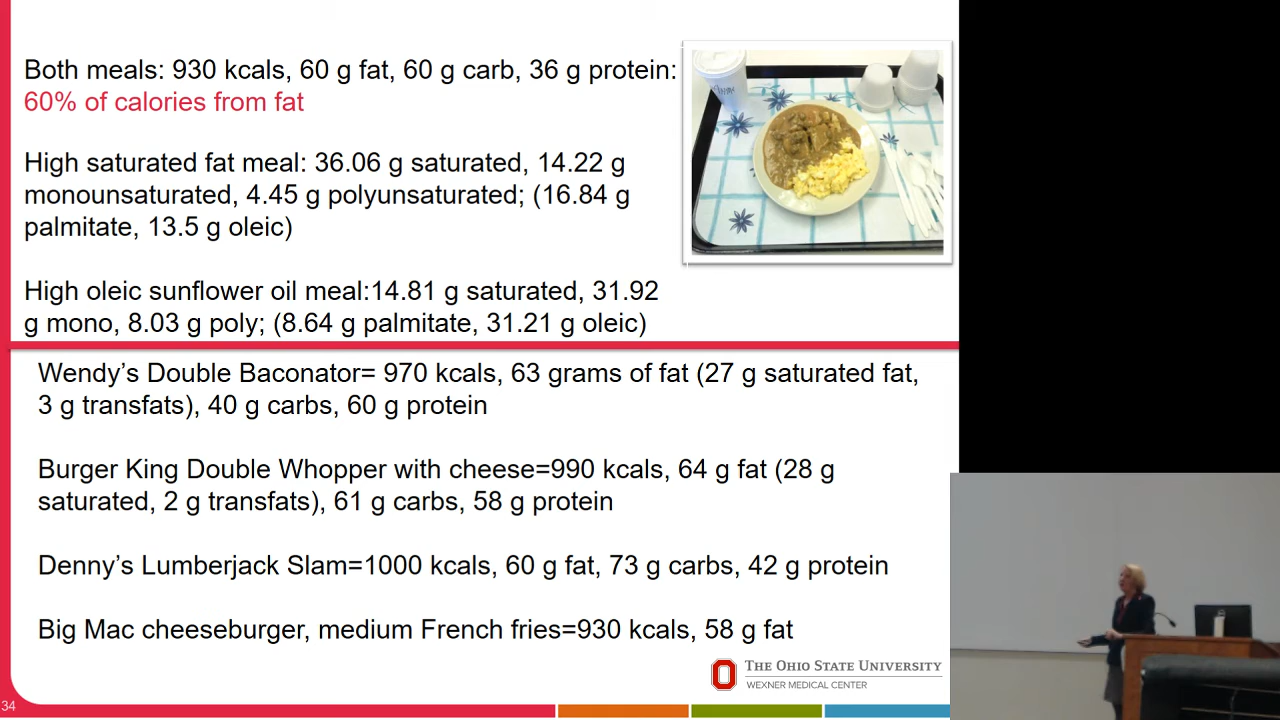 Both meals: 930 kcals, 60 g fat, 60 g carb, 36 g protein:
60% of calories from fat
High saturated fat meal: 36.06 g saturated, 14.22 g
monounsaturated, 4.45 g polyunsaturated; (16.84 g
palmitate, 13.5 g oleic)
High oleic sunflower oil meal:14.81 g saturated, 31.92
g mono, 8.03 g poly; (8.64 g palmitate, 31.21 g oleic)
Wendy's Double Baconator= 970 kcals, 63 grams of fat (27 g saturated fat,
3 g transfats), 40 g carbs, 60 g protein
Burger King Double Whopper with cheese=990 kcals, 64 g fat (28 g
saturated, 2 g transfats), 61 g carbs, 58 g protein
Denny's Lumberjack Slam=1000 kcals, 60 g fat, 73 g carbs, 42 g protein
Big Mac cheeseburger, medium French fries=930 kcals, 58 g fat
THE OHIO STATE UNIVERSITY
WEXNER MEDICAL CENTER
34